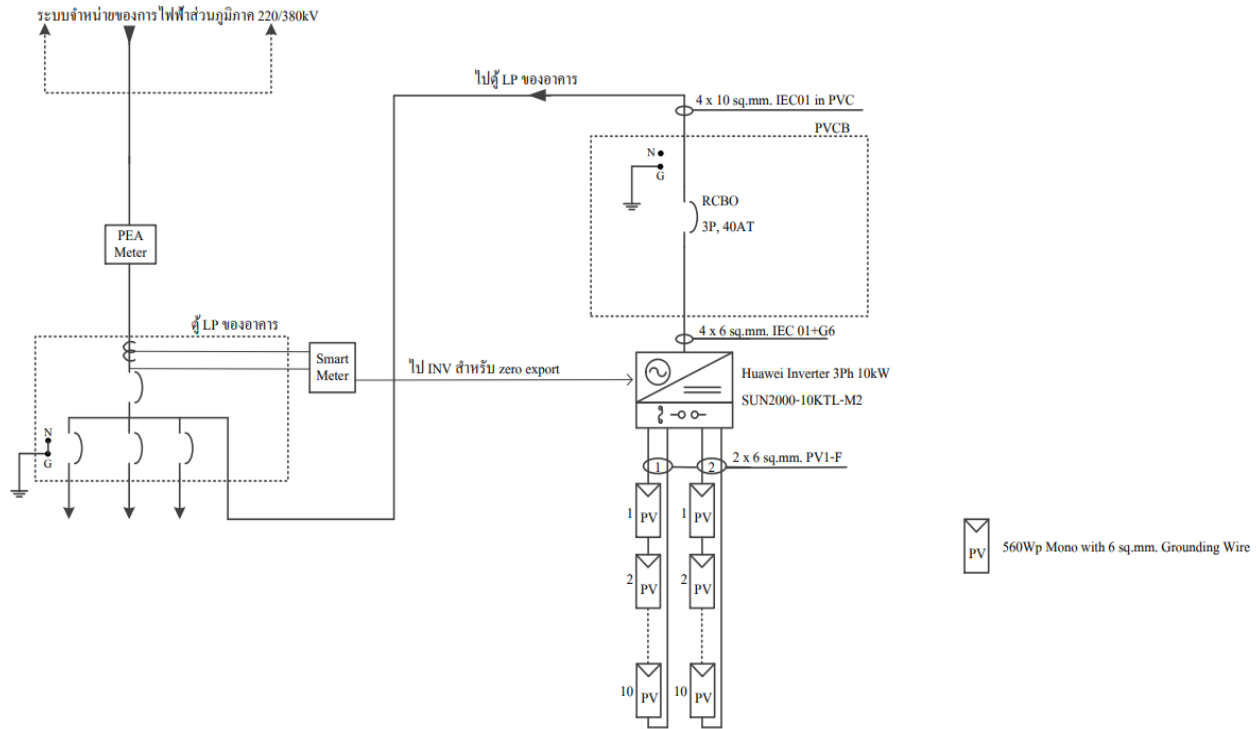 ระบบจำหน่ายของการไฟฟ้าส่วนภูมิภาค 220/380kV
ไปตู้ LP ของอาคาร
4 x 10 sq.mm. IEC01 in PVC
PVCB
N
G
RCBO
3P, 40AT
PEA
Meter
ตู้ LP ของอาคาร
4 x 6 sq.mm. IEC 01+G6
Smart
Meter
ไป INV สำหรับ zero export
Huawei Inverter 3Ph 10kW
SUN2000-10KTL-M2
N
G
1
2
2 x 6 sq.mm. PV1-F
1
PV
1
PV
2
PV
2
PV
10
PV
10
PV
PV
560Wp Mono with 6 sq.mm. Grounding Wire